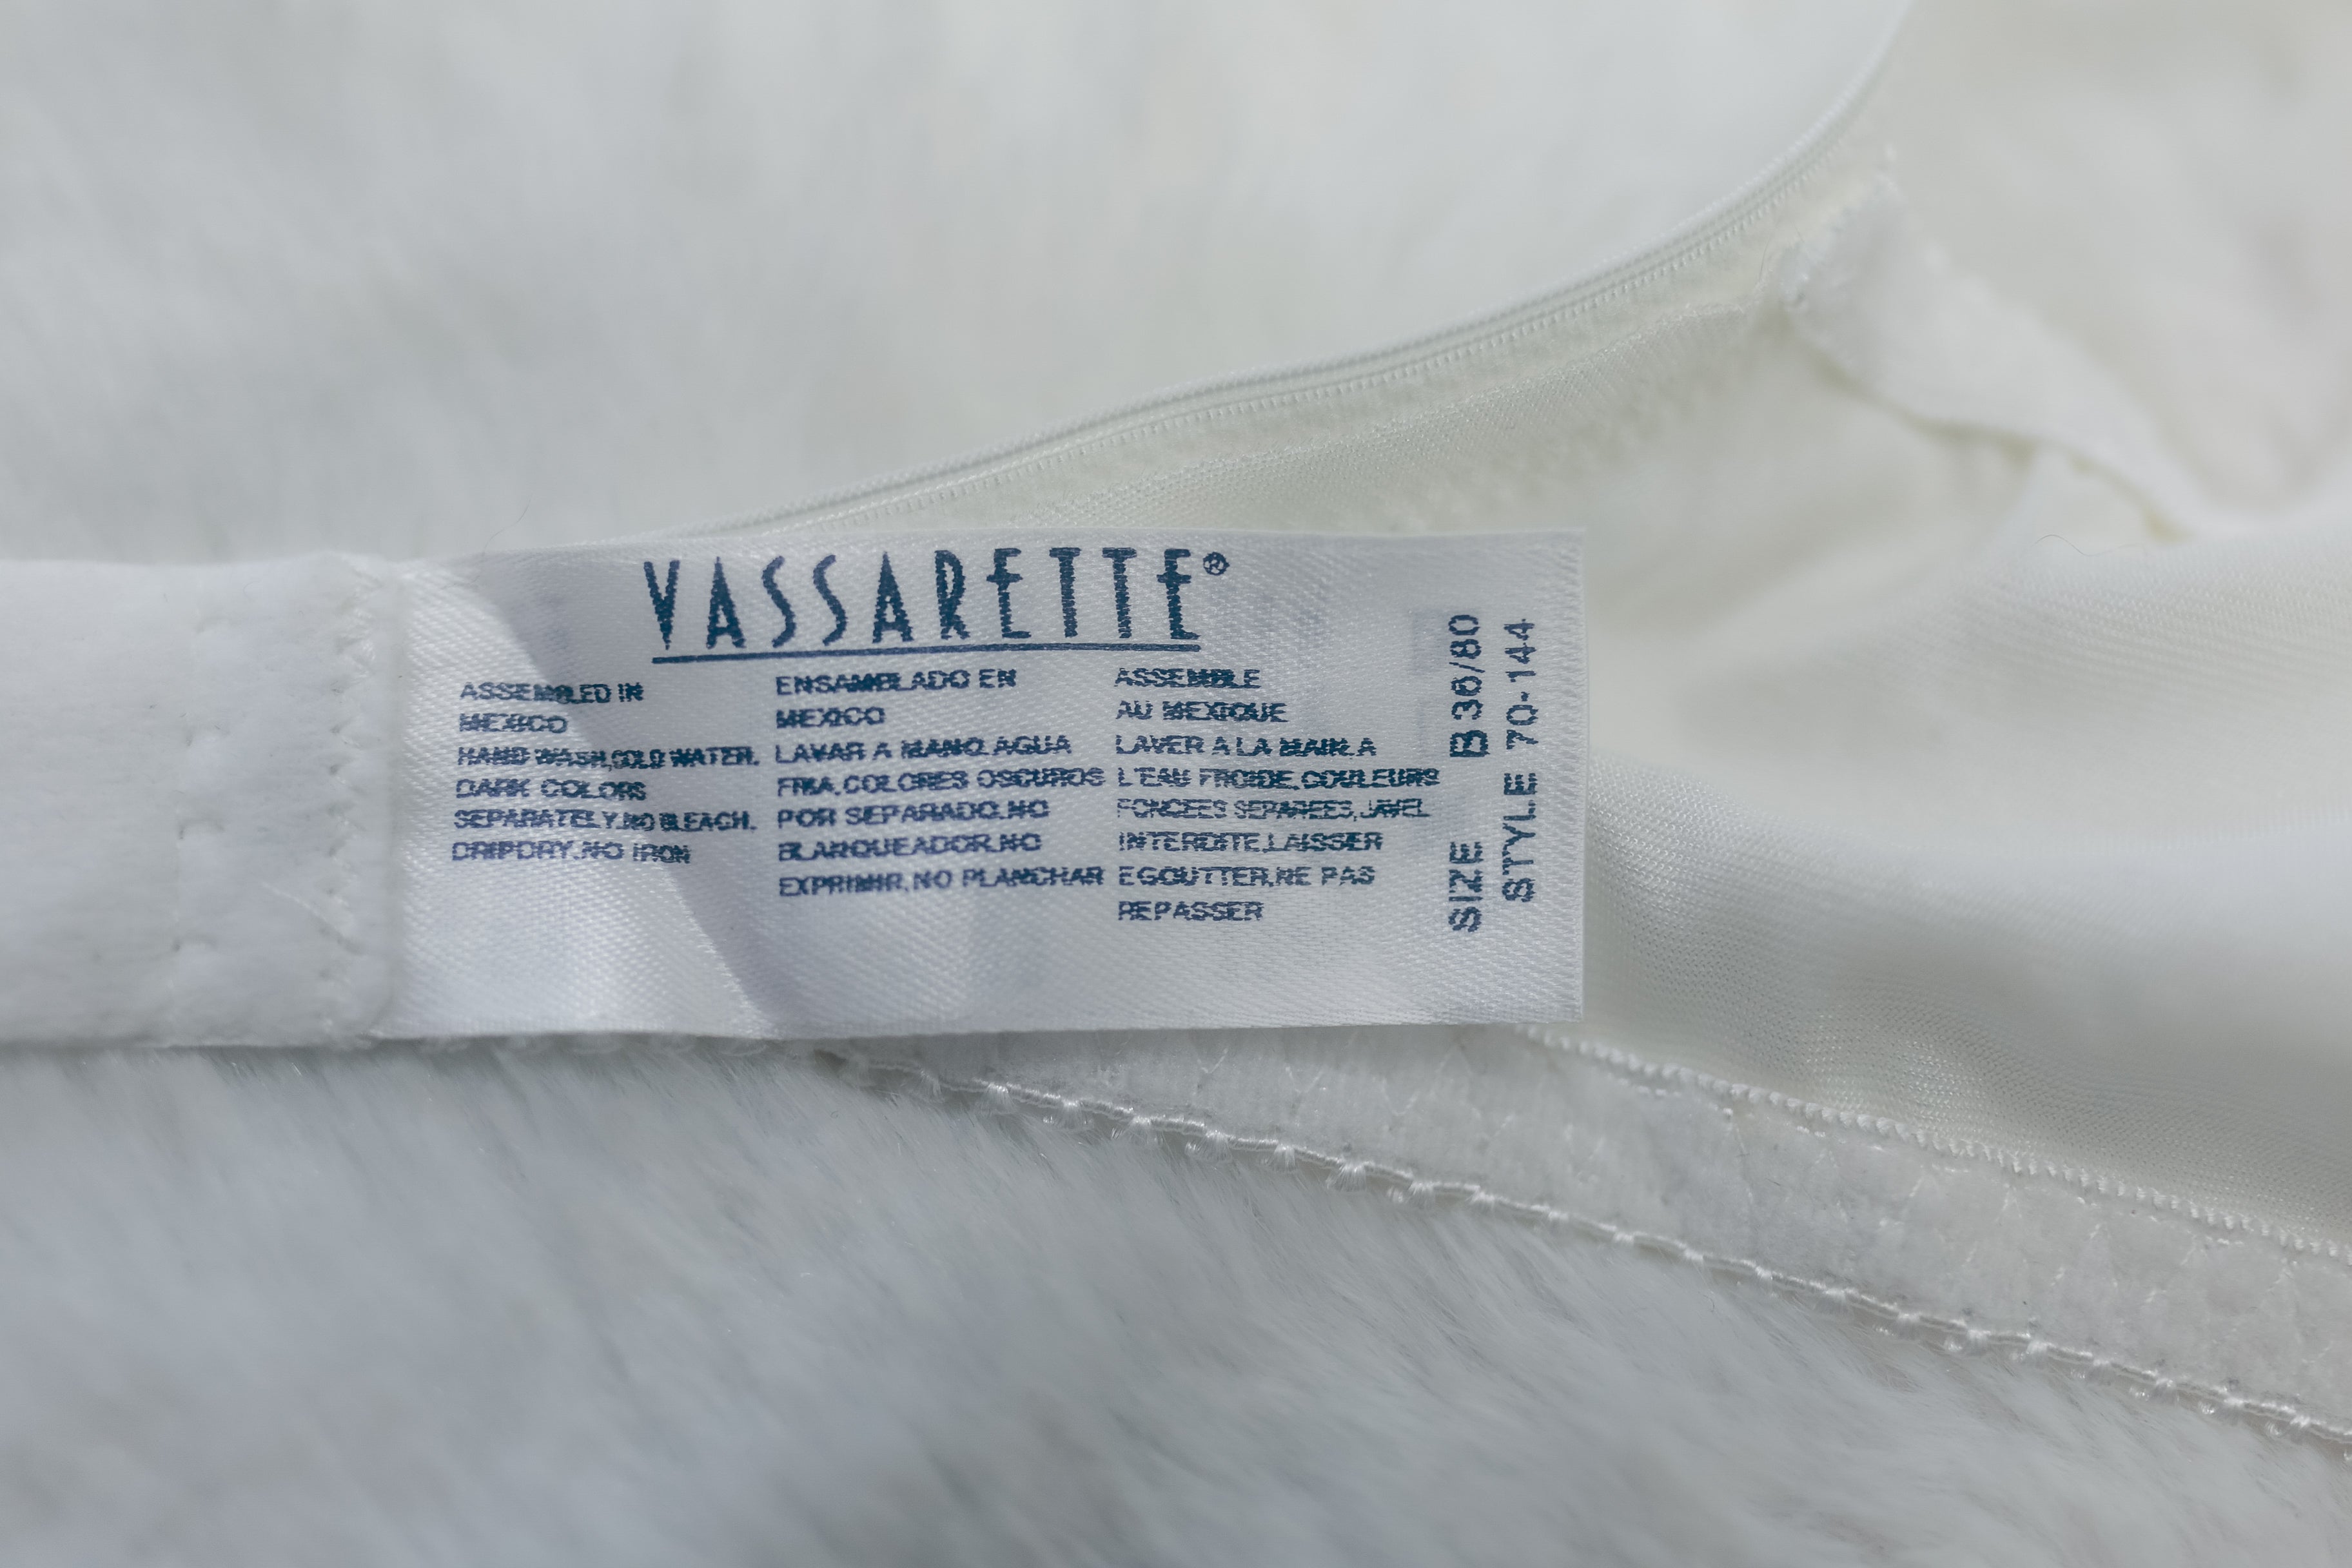 VASSARETTE®
ASSEMBLED IN
MEXICO
HAND WASH,COLD WATER.
DARK COLORS
SEPARATELY.NO BLEACH.
DRIPDRY.NO IRON
ENSAMBLADO EN
MEXICO
LAVAR A MANO.AGUA
FRIA.COLORES OSCUROS
POR SEPARADO.NO
BLANQUEADOR.NO
EXPRIMIR.NO PLANCHAR
ASSEMBLE
AU MEXIQUE
LAVER A LA MAIN.A
L'EAU FROIDE.COULEURS
FONCEES SEPAREES,JAVEL
INTERDITE,LAISSER
EGOUTTER.NE PAS
REPASSER
SIZE B 36/80
STYLE 70-144